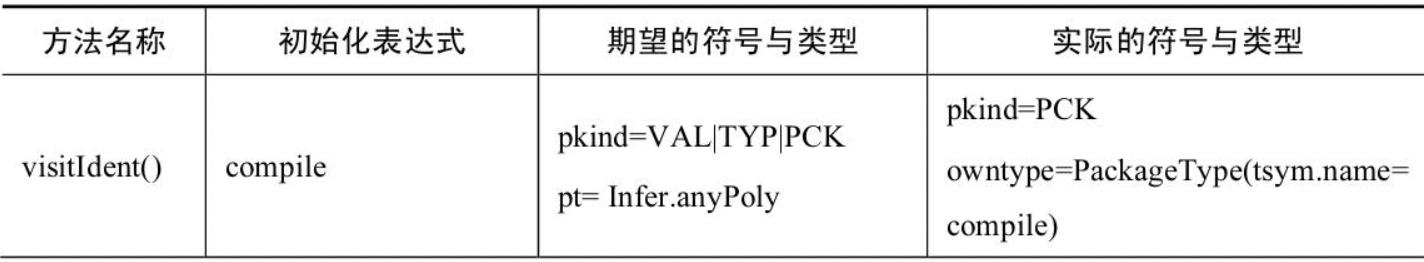 方法名称 初始化表达式 期望的符号与类型 实际的符号与类型
visitIdent() compile
pkind=VAL|TYP|PCK
pt= Infer.anyPoly
pkind=PCK
owntype=PackageType(tsym.name=
compile)